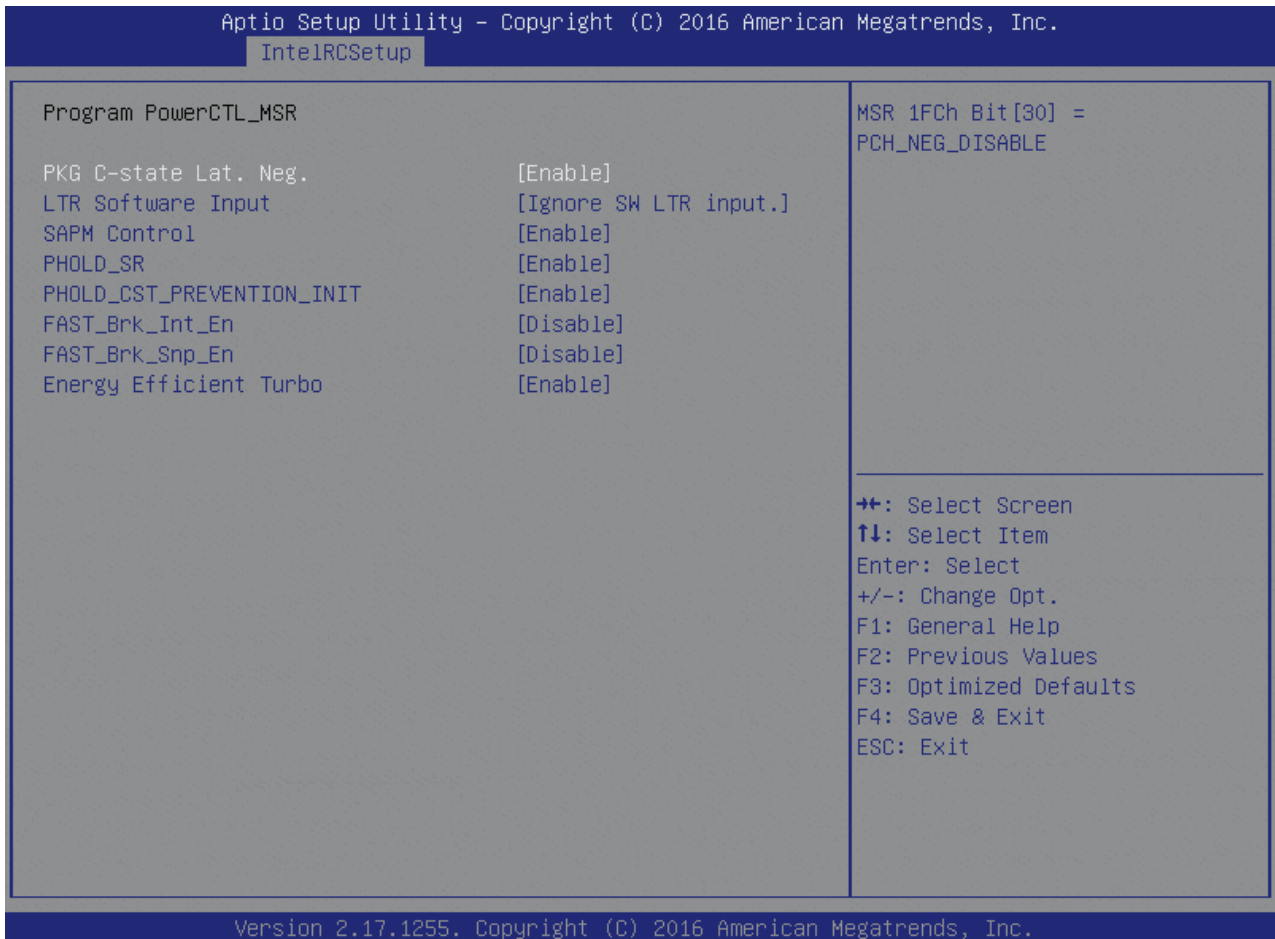 Aptio Setup Utility – Copyright (C) 2016 American Megatrends, Inc.
IntelRCSetup
Program PowerCTL_MSR
PKG C-state Lat. Neg. [Enable]
LTR Software Input [Ignore SW LTR input.]
SAPM Control [Enable]
PHOLD_SR [Enable]
PHOLD_CST_PREVENTION_INIT [Enable]
FAST_Brk_Int_En [Disable]
FAST_Brk_Snp_En [Disable]
Energy Efficient Turbo [Enable]
MSR 1FCh Bit[30] =
PCH_NEG_DISABLE
→←: Select Screen
↑↓: Select Item
Enter: Select
+/-: Change Opt.
F1: General Help
F2: Previous Values
F3: Optimized Defaults
F4: Save & Exit
ESC: Exit
Version 2.17.1255. Copyright (C) 2016 American Megatrends, Inc.